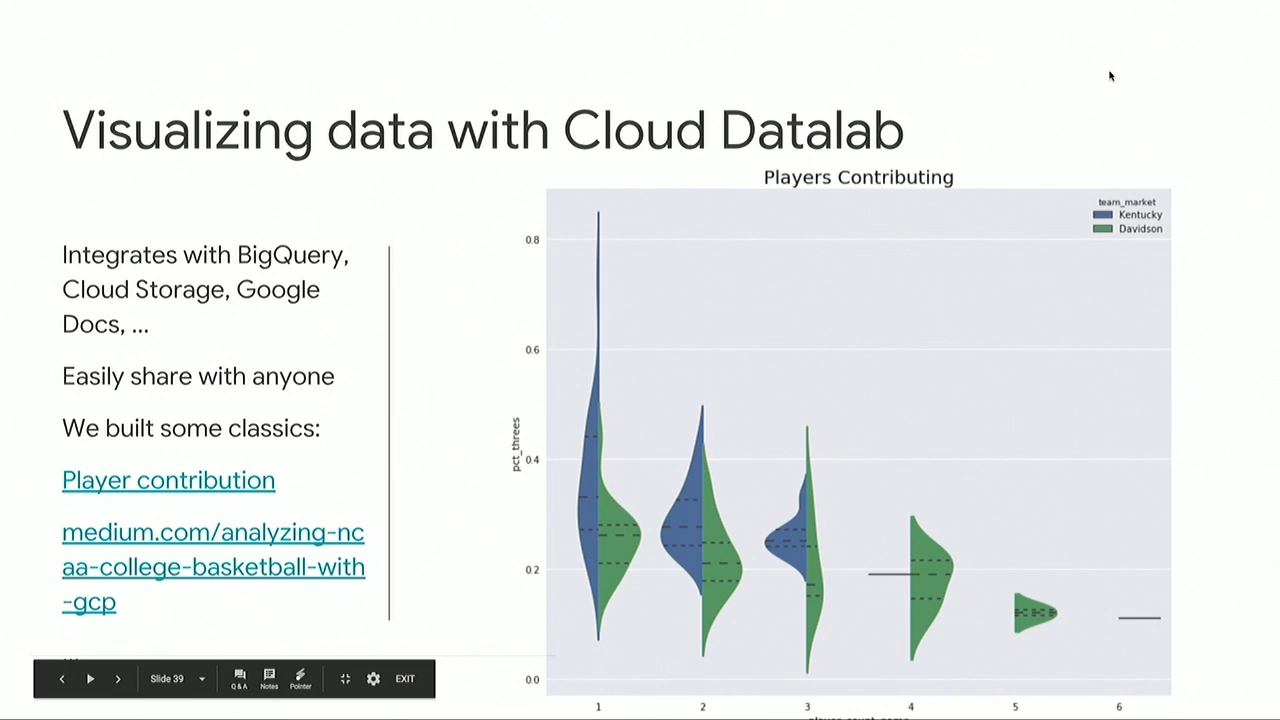 Visualizing data with Cloud Datalab
Integrates with BigQuery,
Cloud Storage, Google
Docs, ...
Easily share with anyone
We built some classics:
Player contribution
medium.com/analyzing-nc
aa-college-basketball-with
-gcp
Players Contributing
team_market
Kentucky
Davidson
pct_threes
0.8
0.6
0.4
0.2
0.0
1 2 3 4 5 6
player_count_game
Slide 39
Q & A
Notes
Pointer
EXIT